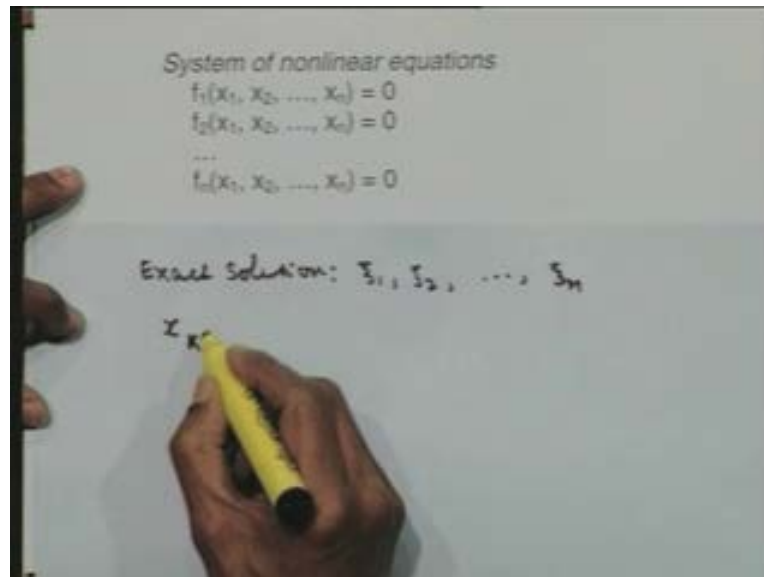 System of nonlinear equations
f₁(x₁, x₂, ..., xₙ) = 0
f₂(x₁, x₂, ..., xₙ) = 0
...
fₙ(x₁, x₂, ..., xₙ) = 0
Exact Solution: ξ₁, ξ₂, ..., ξₙ
x